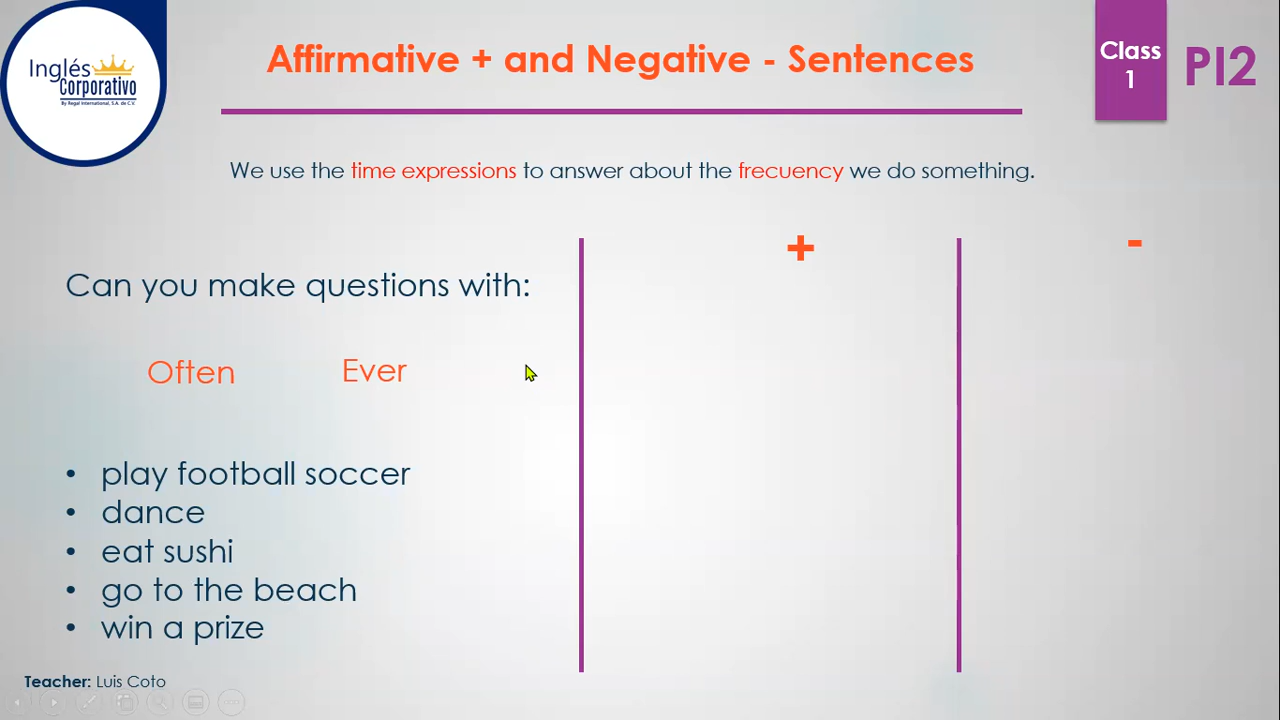 Inglés
Corporativo
By Regal International, S.A. de C.V.
Affirmative + and Negative - Sentences
Class
1
PI2
We use the time expressions to answer about the frecuency we do something.
+
-
Can you make questions with:
Often Ever
• play football soccer
• dance
• eat sushi
• go to the beach
• win a prize
Teacher: Luis Coto